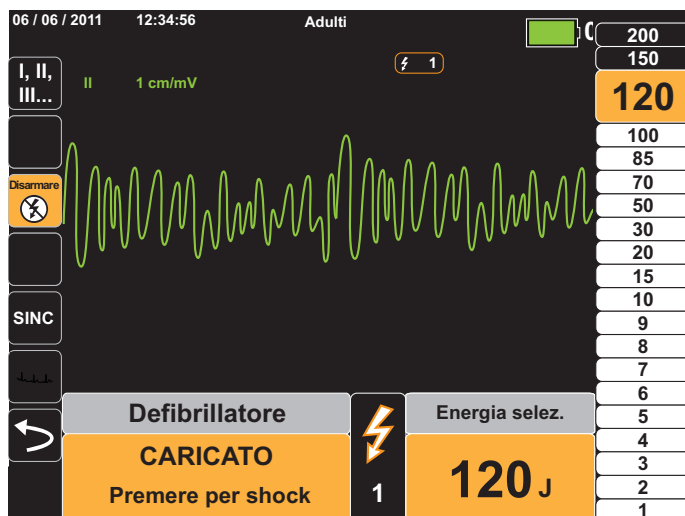 06 / 06 / 2011 12:34:56 Adulti
1
I, II,
III...
II 1 cm/mV
Disarmare
SINC
Defibrillatore
CARICATO
Premere per shock
1
Energia selez.
120 J
200
150
120
100
85
70
50
30
20
15
10
9
8
7
6
5
4
3
2
1